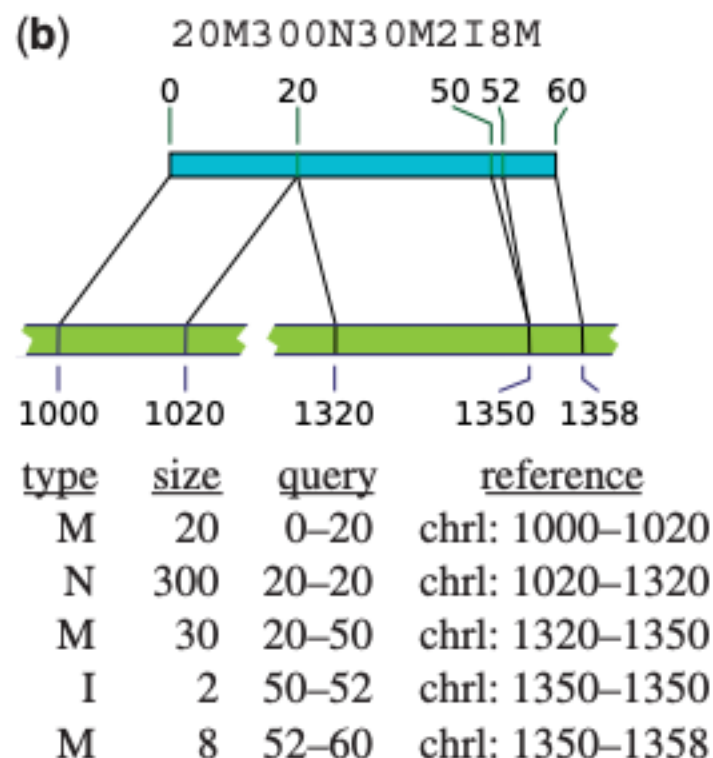 (b) 20M300N30M2I8M
0 20 50 52 60
1000 1020 1320 1350 1358
type size query reference
M 20 0–20 chrl: 1000–1020
N 300 20–20 chrl: 1020–1320
M 30 20–50 chrl: 1320–1350
I 2 50–52 chrl: 1350–1350
M 8 52–60 chrl: 1350–1358